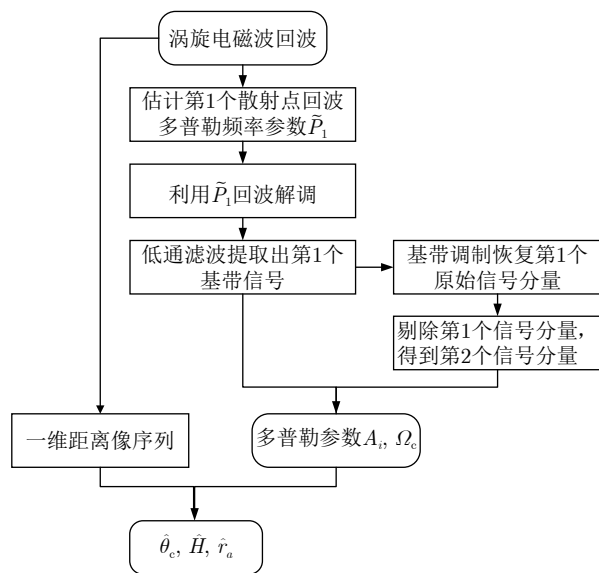 涡旋电磁波回波
估计第1个散射点回波
多普勒频率参数P̃₁
利用P̃₁回波解调
低通滤波提取出第1个
基带信号
基带调制恢复第1个
原始信号分量
剔除第1个信号分量，
得到第2个信号分量
一维距离像序列
多普勒参数Aᵢ, Ω_c
θ̂_c, Ĥ, r̂_a